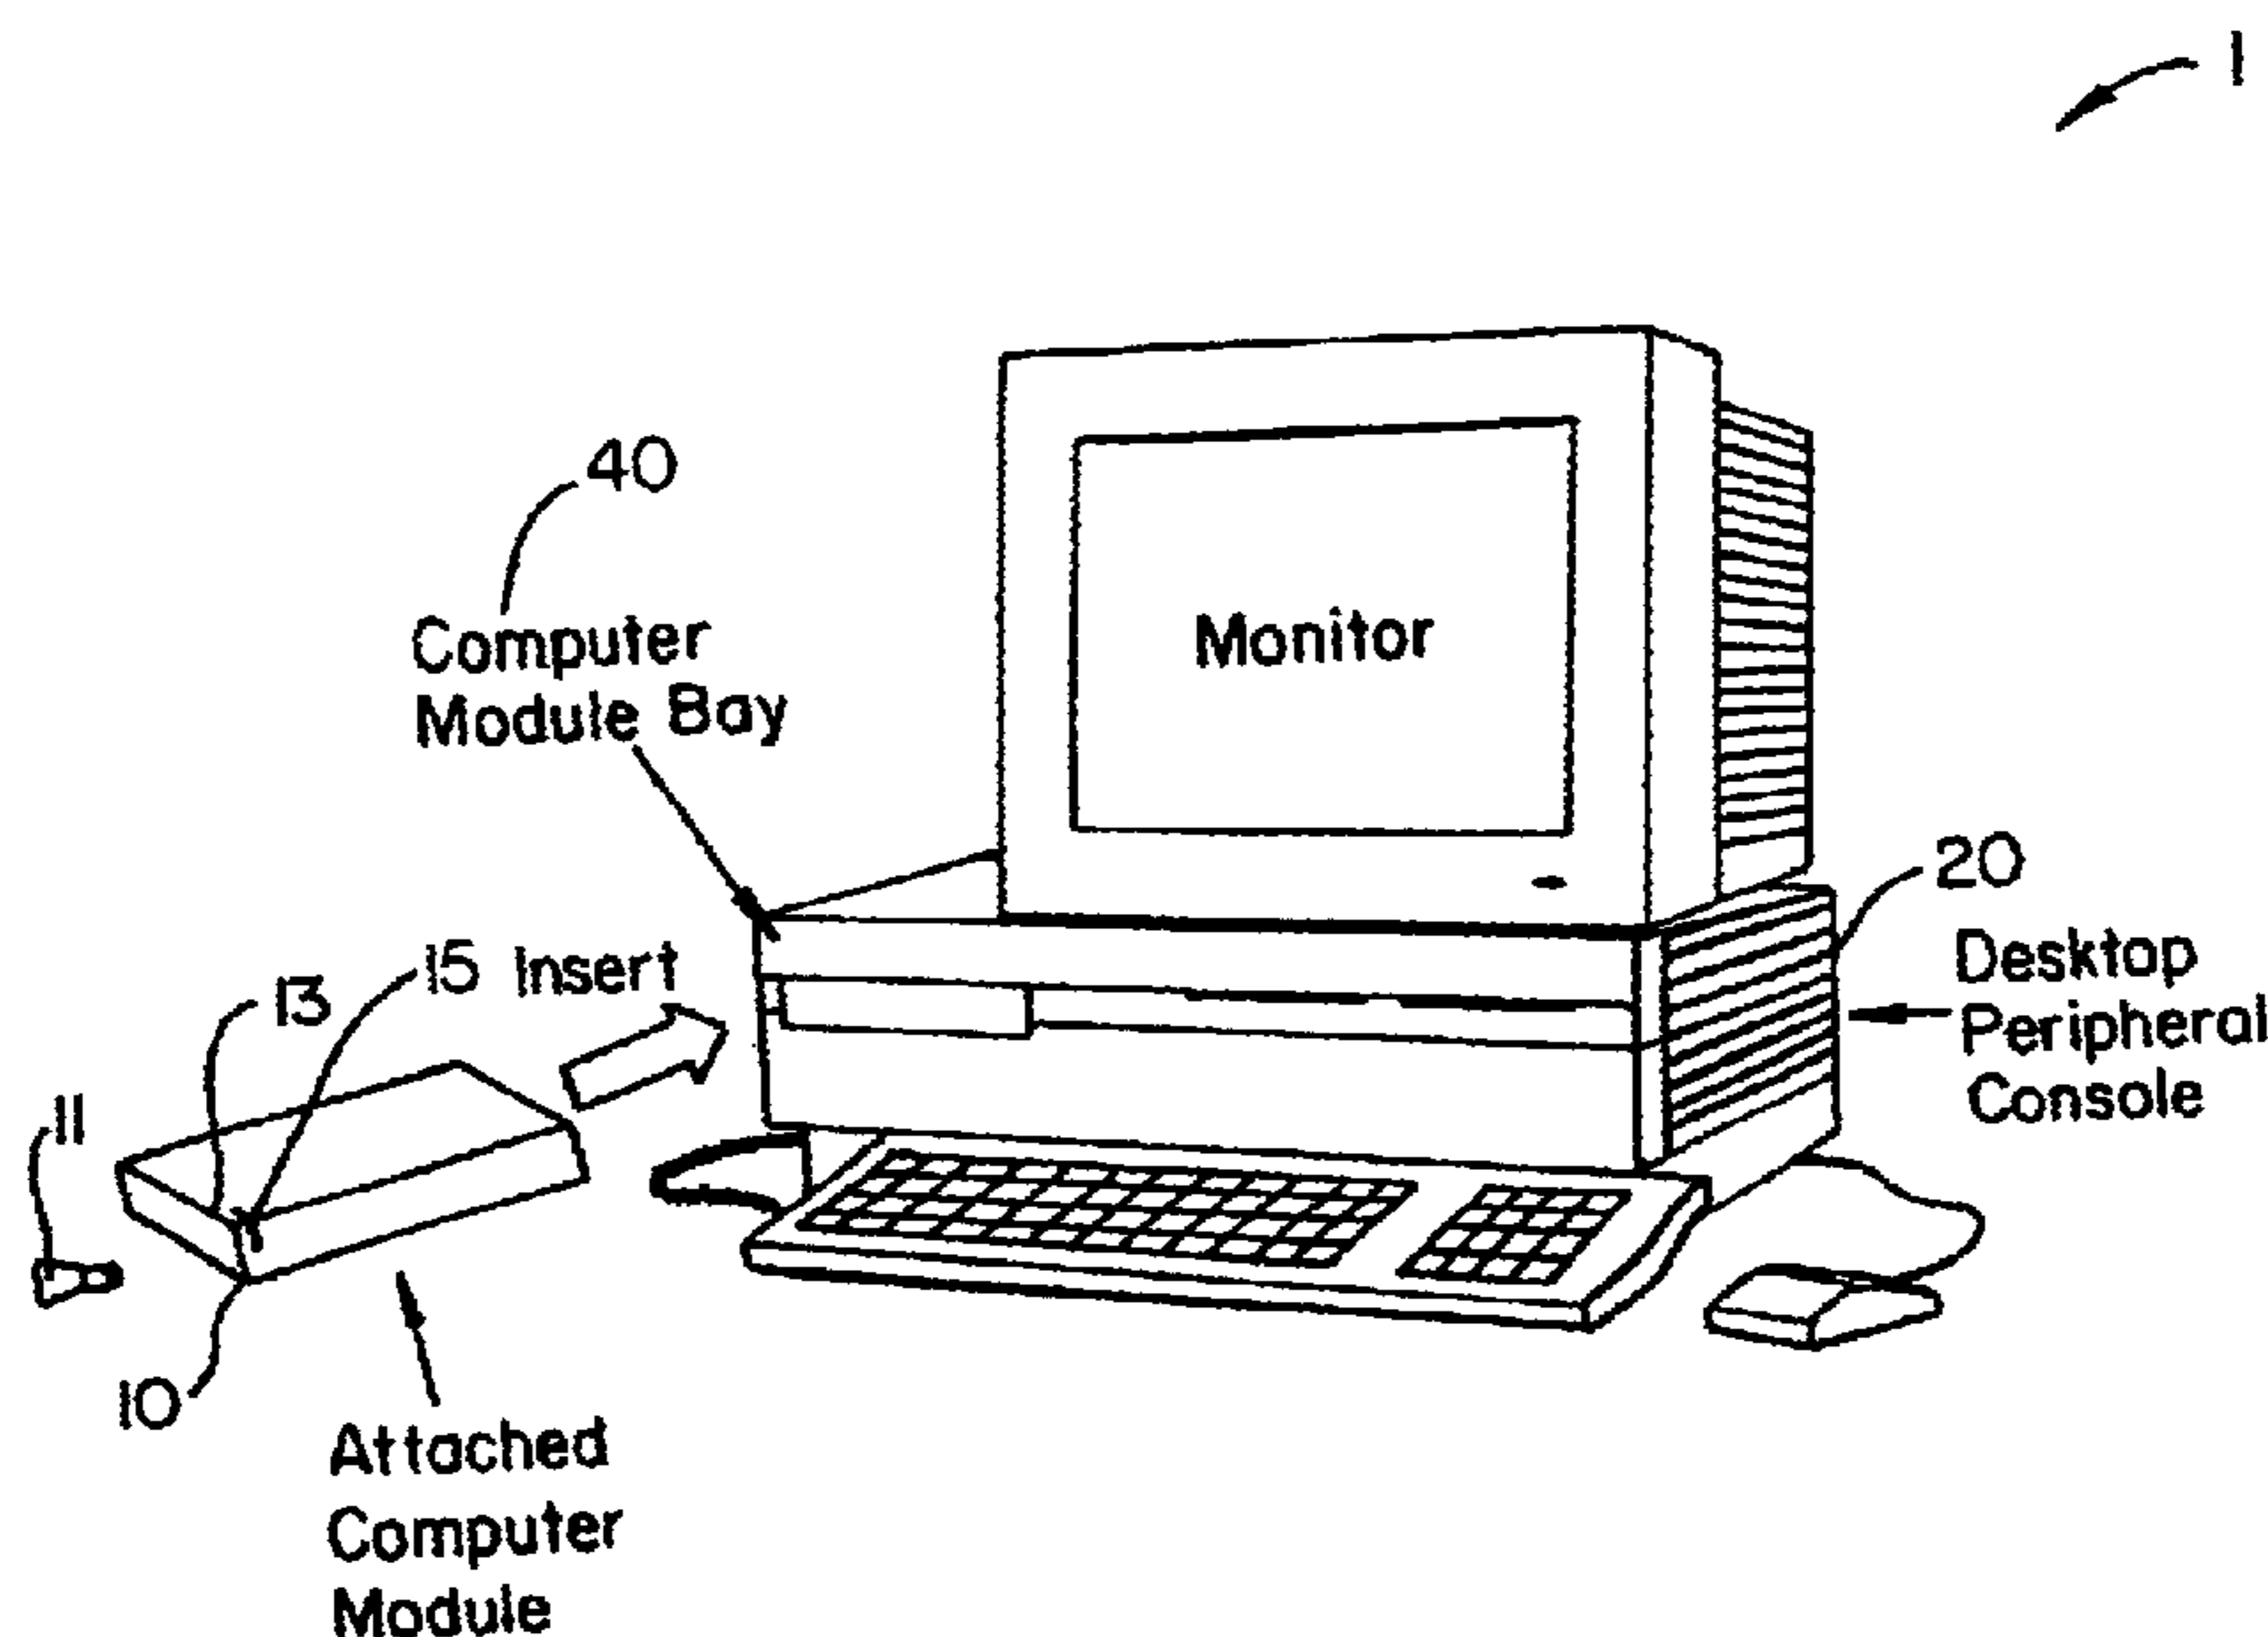 1
40
Computer
Module Bay
Monitor
20
Desktop
Peripheral
Console
15 Insert
13
11
10
Attached
Computer
Module